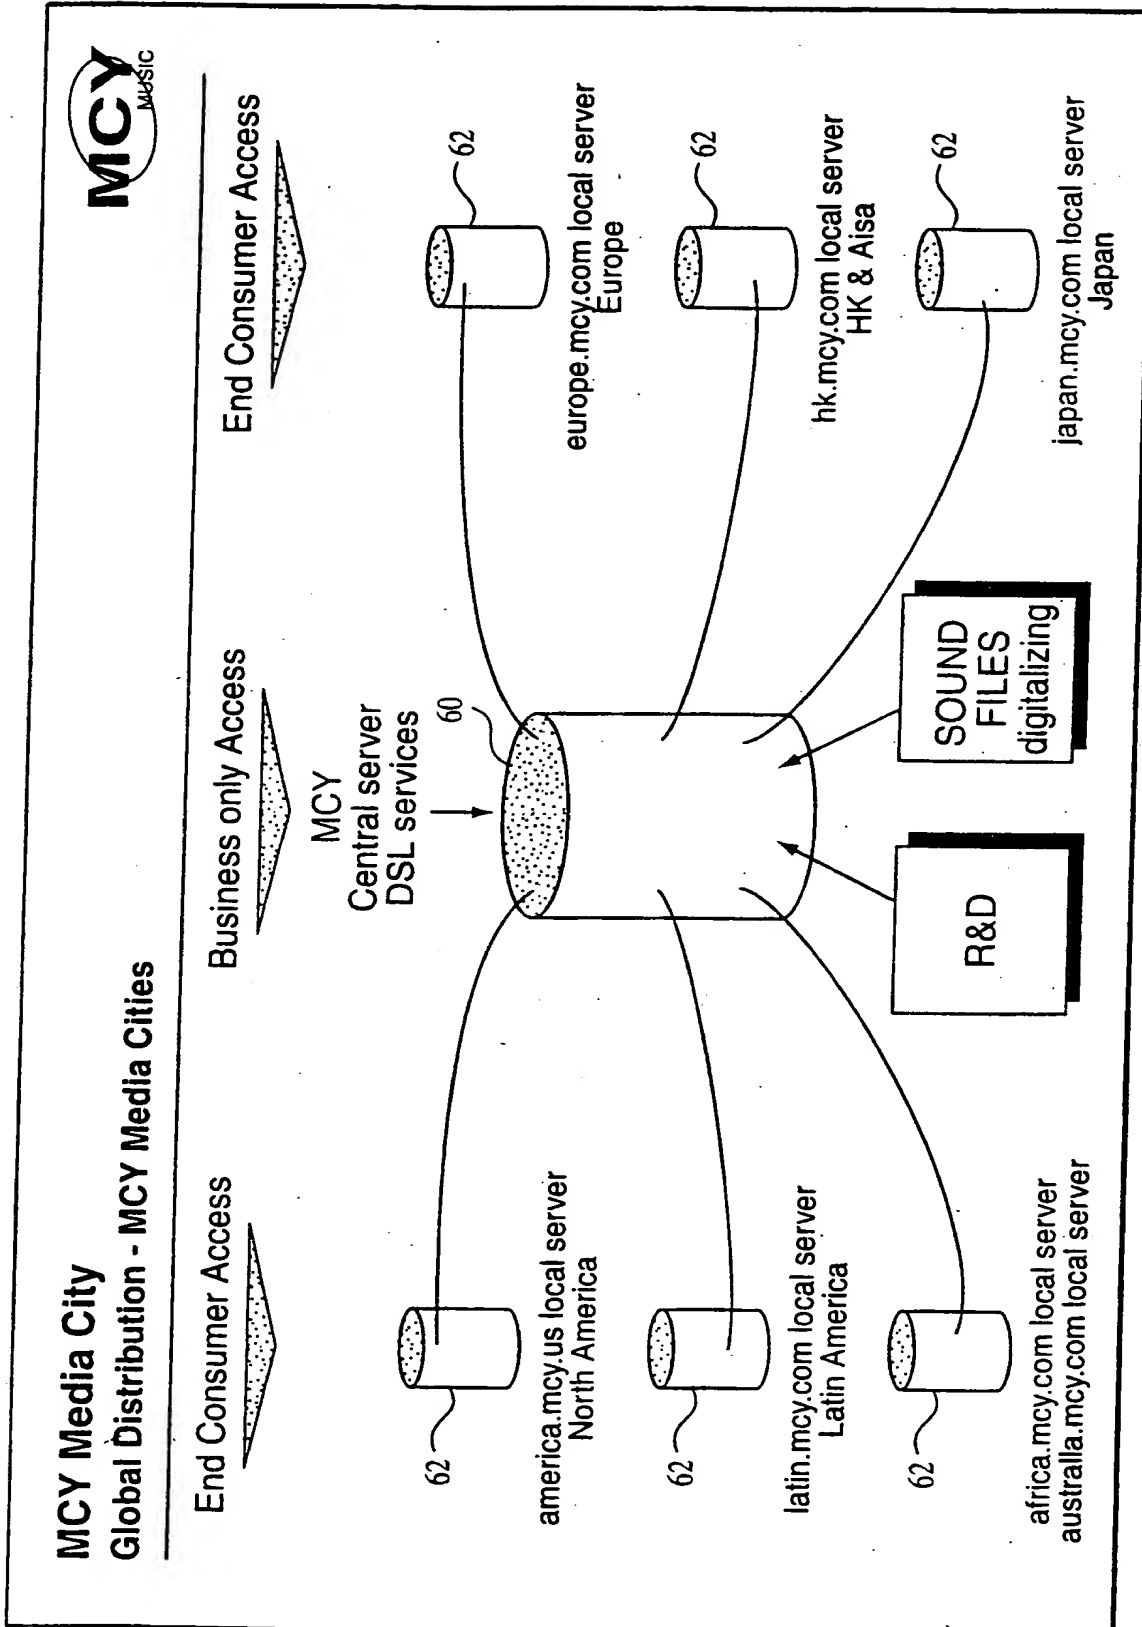 MCY Media City
Global Distribution - MCY Media Cities
MCY
MUSIC
End Consumer Access
Business only Access
End Consumer Access
MCY
Central server
DSL services
60
62
america.mcy.us local server
North America
62
latin.mcy.com local server
Latin America
62
africa.mcy.com local server
australla.mcy.com local server
R&D
SOUND
FILES
digitalizing
62
europe.mcy.com local server
Europe
62
hk.mcy.com local server
HK & Aisa
62
japan.mcy.com local server
Japan